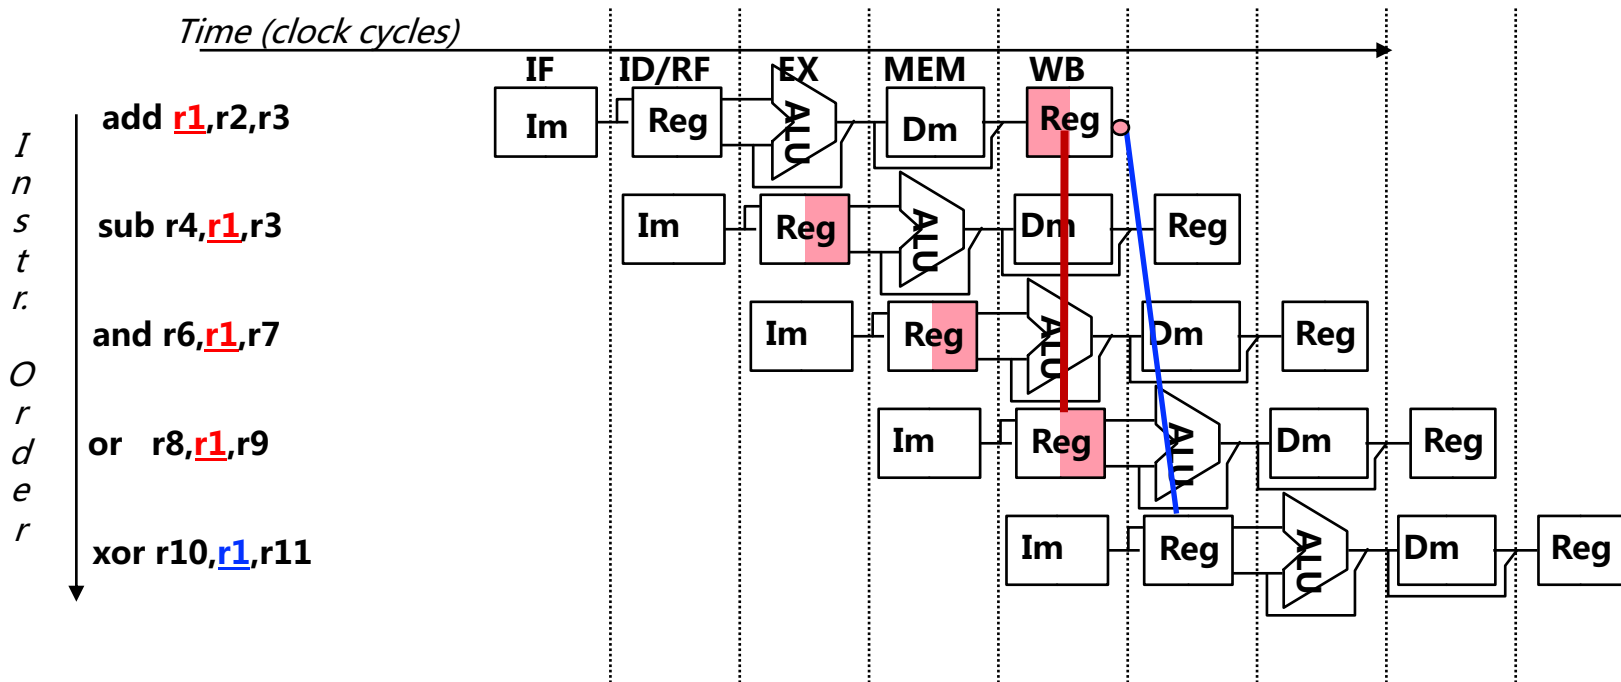 Time (clock cycles)
IF ID/RF EX MEM WB
Instr. Order
add r1,r2,r3
Im Reg ALU Dm Reg
sub r4,r1,r3
Im Reg ALU Dm Reg
and r6,r1,r7
Im Reg ALU Dm Reg
or r8,r1,r9
Im Reg ALU Dm Reg
xor r10,r1,r11
Im Reg ALU Dm Reg